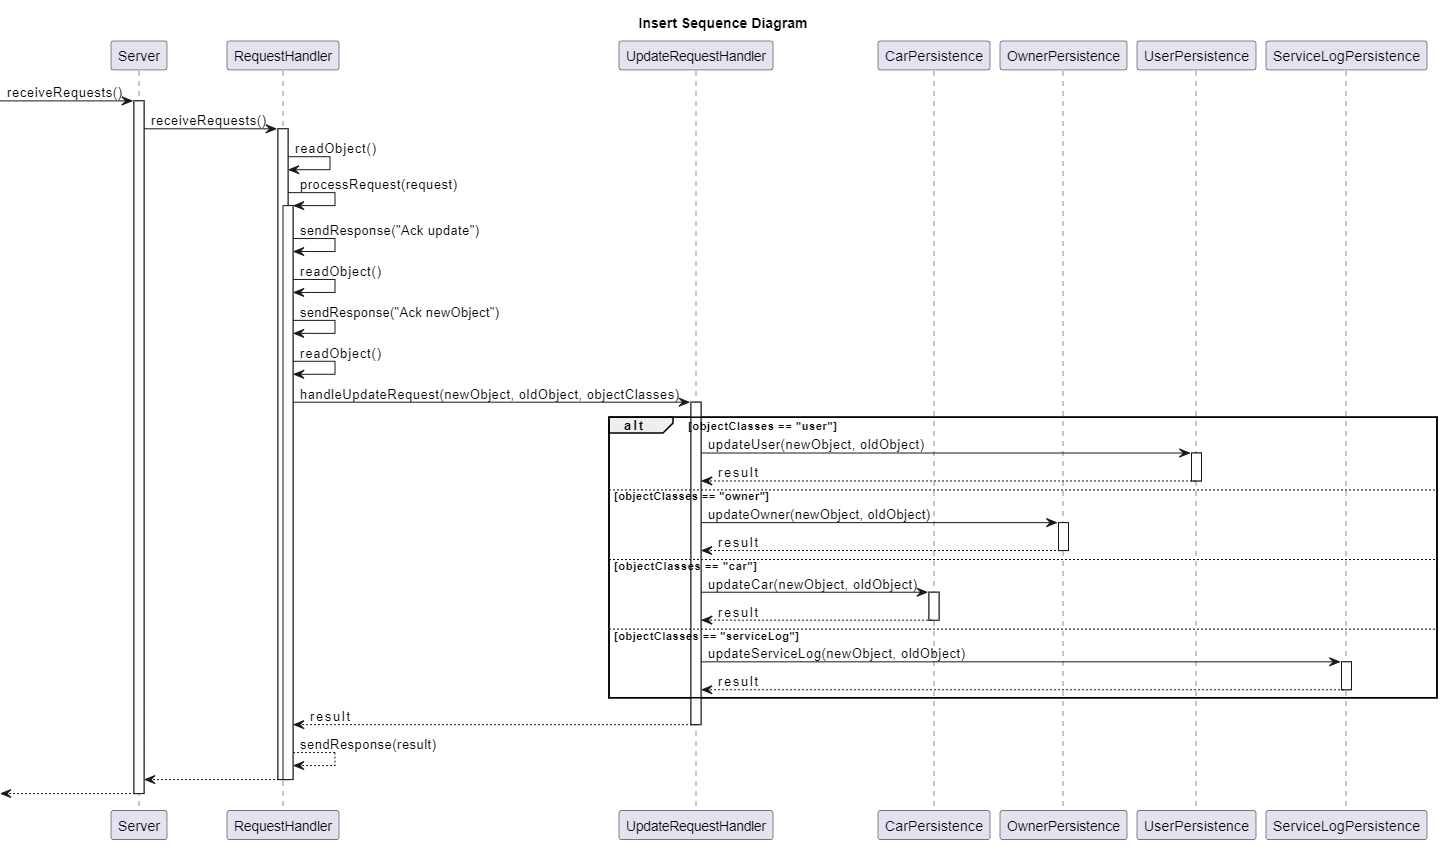 Insert Sequence Diagram
Server
RequestHandler
UpdateRequestHandler
CarPersistence
OwnerPersistence
UserPersistence
ServiceLogPersistence
receiveRequests()
receiveRequests()
readObject()
processRequest(request)
sendResponse("Ack update")
readObject()
sendResponse("Ack newObject")
readObject()
handleUpdateRequest(newObject, oldObject, objectClasses)
alt
[objectClasses == "user"]
updateUser(newObject, oldObject)
result
[objectClasses == "owner"]
updateOwner(newObject, oldObject)
result
[objectClasses == "car"]
updateCar(newObject, oldObject)
result
[objectClasses == "serviceLog"]
updateServiceLog(newObject, oldObject)
result
result
sendResponse(result)
Server
RequestHandler
UpdateRequestHandler
CarPersistence
OwnerPersistence
UserPersistence
ServiceLogPersistence